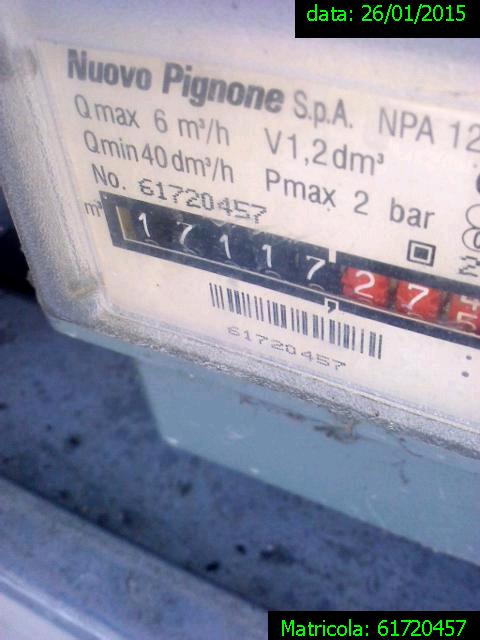 data: 26/01/2015
Nuovo Pignone S.p.A. NPA 12
Qmax 6 m³/h V1,2dm³
Qmin 40 dm³/h Pmax 2 bar
No. 61720457
m³ 17117,27
61720457
Matricola: 61720457